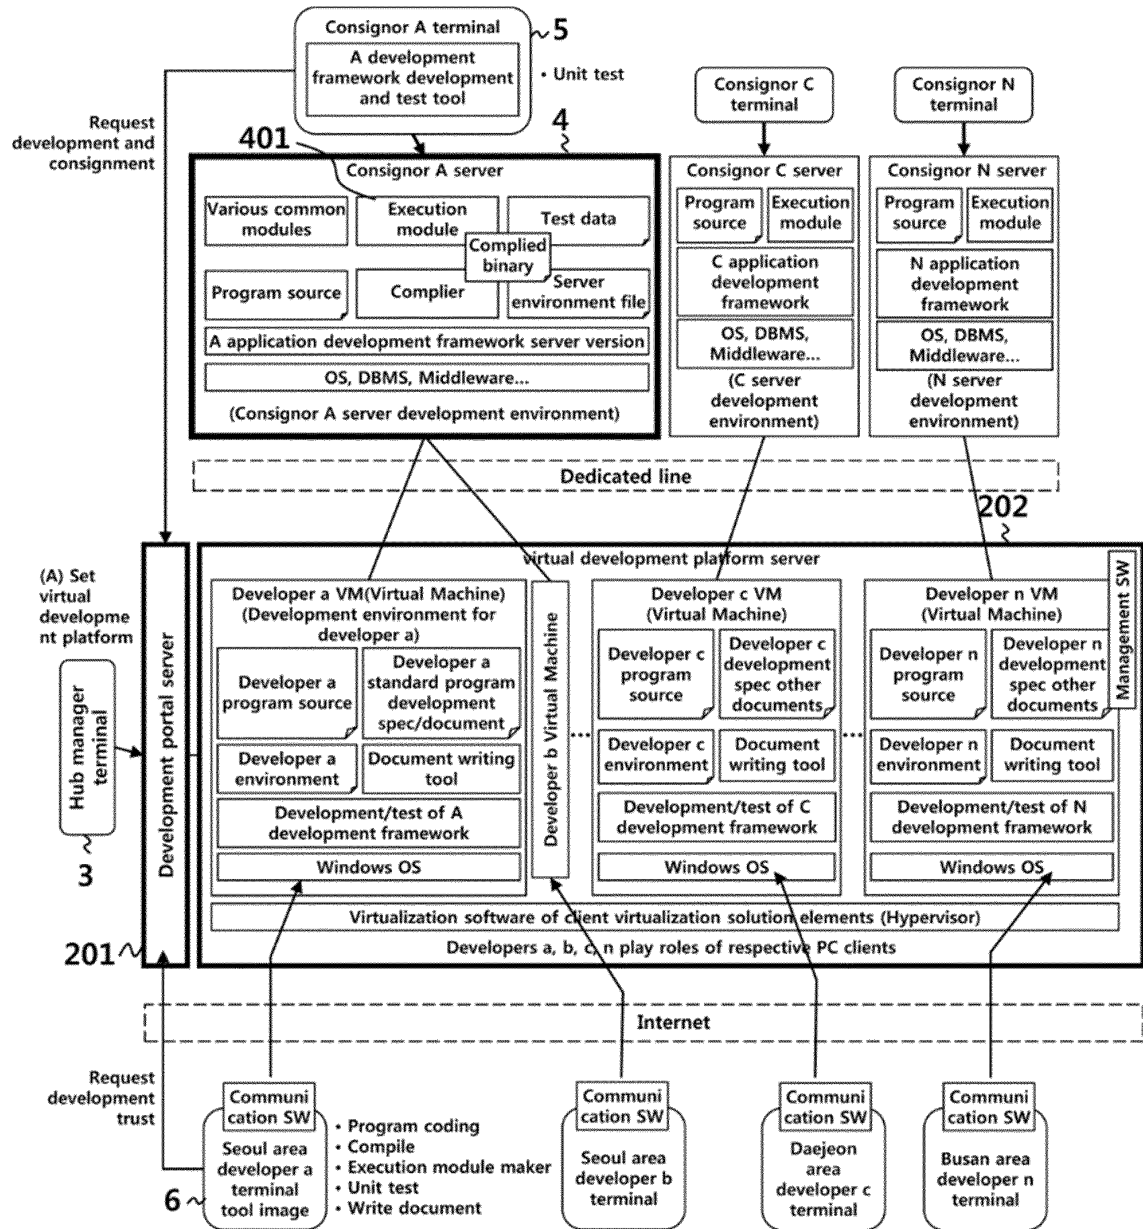 Consignor A terminal
5
A development
framework development
and test tool
• Unit test
Request
development and
consignment
401
4
Consignor C
terminal
Consignor N
terminal
Consignor A server
Various common
modules
Execution
module
Test data
Complied
binary
Program source
Complier
Server
environment file
A application development framework server version
OS, DBMS, Middleware...
(Consignor A server development environment)
Consignor C server
Program
source
Execution
module
C application
development
framework
OS, DBMS,
Middleware...
(C server
development
environment)
Consignor N server
Program
source
Execution
module
N application
development
framework
OS, DBMS,
Middleware...
(N server
development
environment)
Dedicated line
202
(A) Set
virtual
developme
nt platform
Hub manager
terminal
3
Development portal server
201
virtual development platform server
Management SW
Developer a VM(Virtual Machine)
(Development environment for
developer a)
Developer a
program source
Developer a
standard program
development
spec/document
Developer a
environment
Document writing
tool
Development/test of A
development framework
Windows OS
Developer b Virtual Machine
...
Developer c VM
(Virtual Machine)
Developer c
program
source
Developer c
development
spec other
documents
Developer c
environment
Document
writing tool
Development/test of C
development framework
Windows OS
...
Developer n VM
(Virtual Machine)
Developer n
program
source
Developer n
development
spec other
documents
Developer n
environment
Document
writing tool
Development/test of N
development framework
Windows OS
Virtualization software of client virtualization solution elements (Hypervisor)
Developers a, b, c, n play roles of respective PC clients
Internet
Request
development
trust
6
Communi
cation SW
Seoul area
developer a
terminal
tool image
• Program coding
• Compile
• Execution module maker
• Unit test
• Write document
Communi
cation SW
Seoul area
developer b
terminal
Communi
cation SW
Daejeon
area
developer c
terminal
Communi
cation SW
Busan area
developer n
terminal